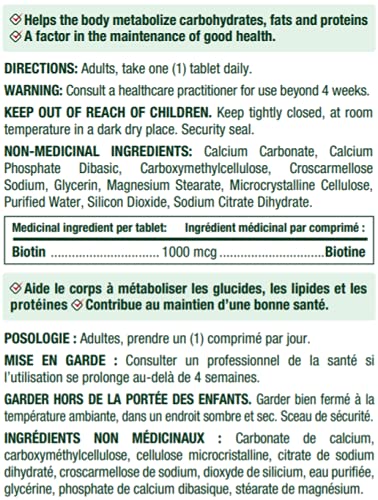 Helps the body metabolize carbohydrates, fats and proteins
A factor in the maintenance of good health.
DIRECTIONS: Adults, take one (1) tablet daily.
WARNING: Consult a healthcare practitioner for use beyond 4 weeks.
KEEP OUT OF REACH OF CHILDREN. Keep tightly closed, at room
temperature in a dark dry place. Security seal.
NON-MEDICINAL INGREDIENTS: Calcium Carbonate, Calcium
Phosphate Dibasic, Carboxymethylcellulose, Croscarmellose
Sodium, Glycerin, Magnesium Stearate, Microcrystalline Cellulose,
Purified Water, Silicon Dioxide, Sodium Citrate Dihydrate.
Medicinal ingredient per tablet: Ingrédient médicinal par comprimé :
Biotin ............................... 1000 mcg .............................. Biotine
Aide le corps à métaboliser les glucides, les lipides et les
protéines Contribue au maintien d'une bonne santé.
POSOLOGIE : Adultes, prendre un (1) comprimé par jour.
MISE EN GARDE : Consulter un professionnel de la santé si
l'utilisation se prolonge au-delà de 4 semaines.
GARDER HORS DE LA PORTÉE DES ENFANTS. Garder bien fermé à la
température ambiante, dans un endroit sombre et sec. Sceau de sécurité.
INGRÉDIENTS NON MÉDICINAUX : Carbonate de calcium,
carboxyméthylcellulose, cellulose microcristalline, citrate de sodium
dihydraté, croscarmellose de sodium, dioxyde de silicium, eau purifiée,
glycérine, phosphate de calcium dibasique, stéarate de magnésium.